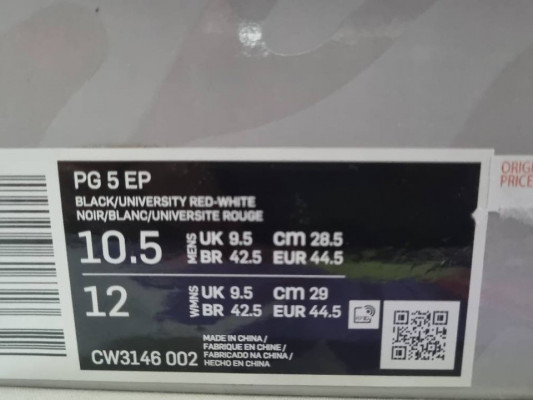 PG 5 EP
BLACK/UNIVERSITY RED-WHITE
NOIR/BLANC/UNIVERSITE ROUGE
10.5 MENS UK 9.5 cm 28.5
BR 42.5 EUR 44.5
12 WMNS UK 9.5 cm 29
BR 42.5 EUR 44.5
CW3146 002
MADE IN CHINA /
FABRIQUE EN CHINE /
FABRICADO NA CHINA /
HECHO EN CHINA
PRICE